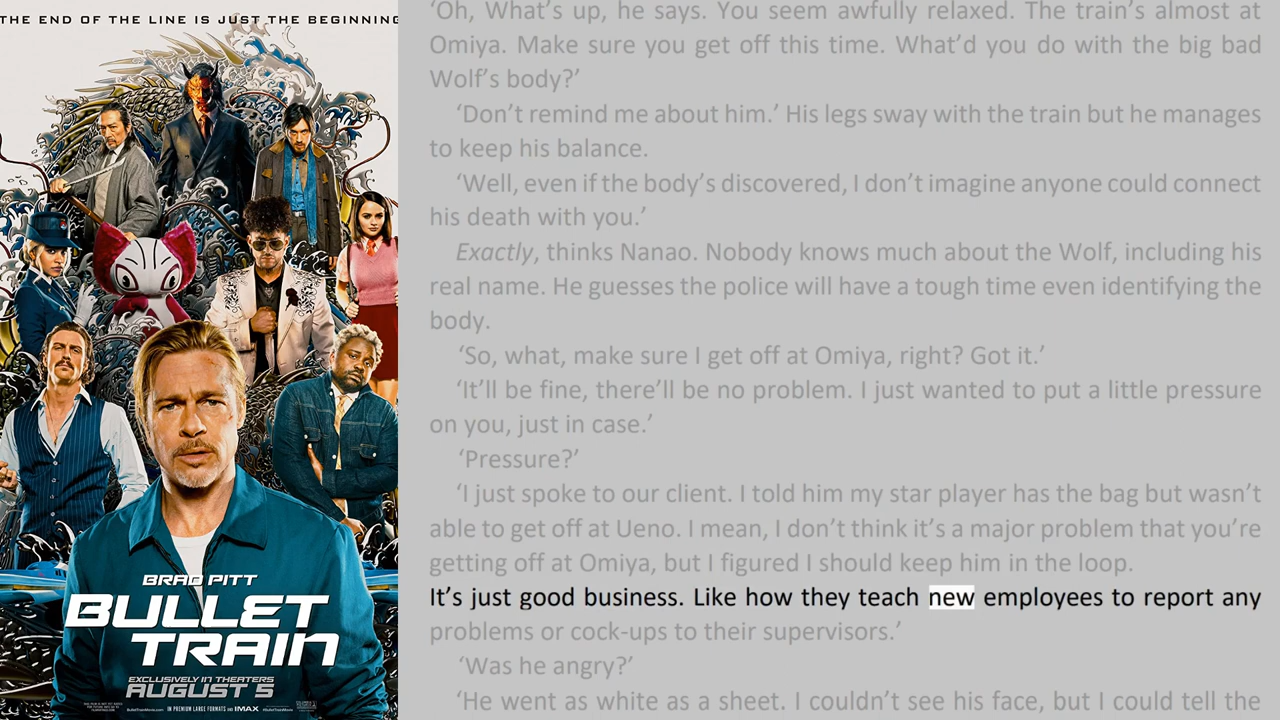 THE END OF THE LINE IS JUST THE BEGINNING
BRAD PITT
BULLET
TRAIN
EXCLUSIVELY IN THEATERS
AUGUST 5
BulletTrainMovie.com IN PREMIUM LARGE FORMATS AND IMAX #BulletTrainMovie
‘Oh, What’s up, he says. You seem awfully relaxed. The train’s almost at
Omiya. Make sure you get off this time. What’d you do with the big bad
Wolf’s body?’
‘Don’t remind me about him.’ His legs sway with the train but he manages
to keep his balance.
‘Well, even if the body’s discovered, I don’t imagine anyone could connect
his death with you.’
Exactly, thinks Nanao. Nobody knows much about the Wolf, including his
real name. He guesses the police will have a tough time even identifying the
body.
‘So, what, make sure I get off at Omiya, right? Got it.’
‘It’ll be fine, there’ll be no problem. I just wanted to put a little pressure
on you, just in case.’
‘Pressure?’
‘I just spoke to our client. I told him my star player has the bag but wasn’t
able to get off at Ueno. I mean, I don’t think it’s a major problem that you’re
getting off at Omiya, but I figured I should keep him in the loop.
It’s just good business. Like how they teach new employees to report any
problems or cock-ups to their supervisors.’
‘Was he angry?’
‘He went as white as a sheet. I couldn’t see his face, but I could tell the